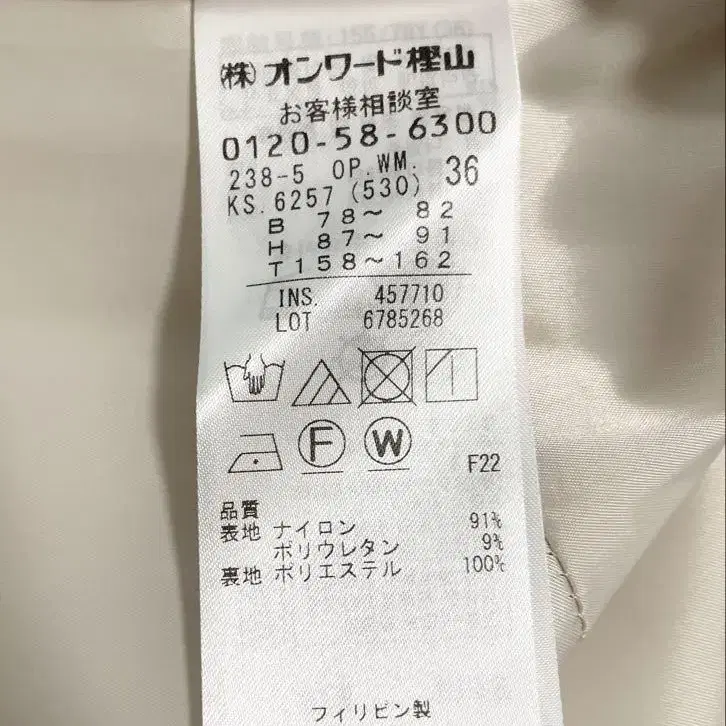 ㈱オンワード樫山
お客様相談室
0120-58-6300
238-5 OP.WM. 36
KS.6257 (530)
B 78～ 82
H 87～ 91
T 158～162
INS. 457710
LOT 6785268
F W
F22
品質
表地 ナイロン 91%
ポリウレタン 9%
裏地 ポリエステル 100%
フィリピン製